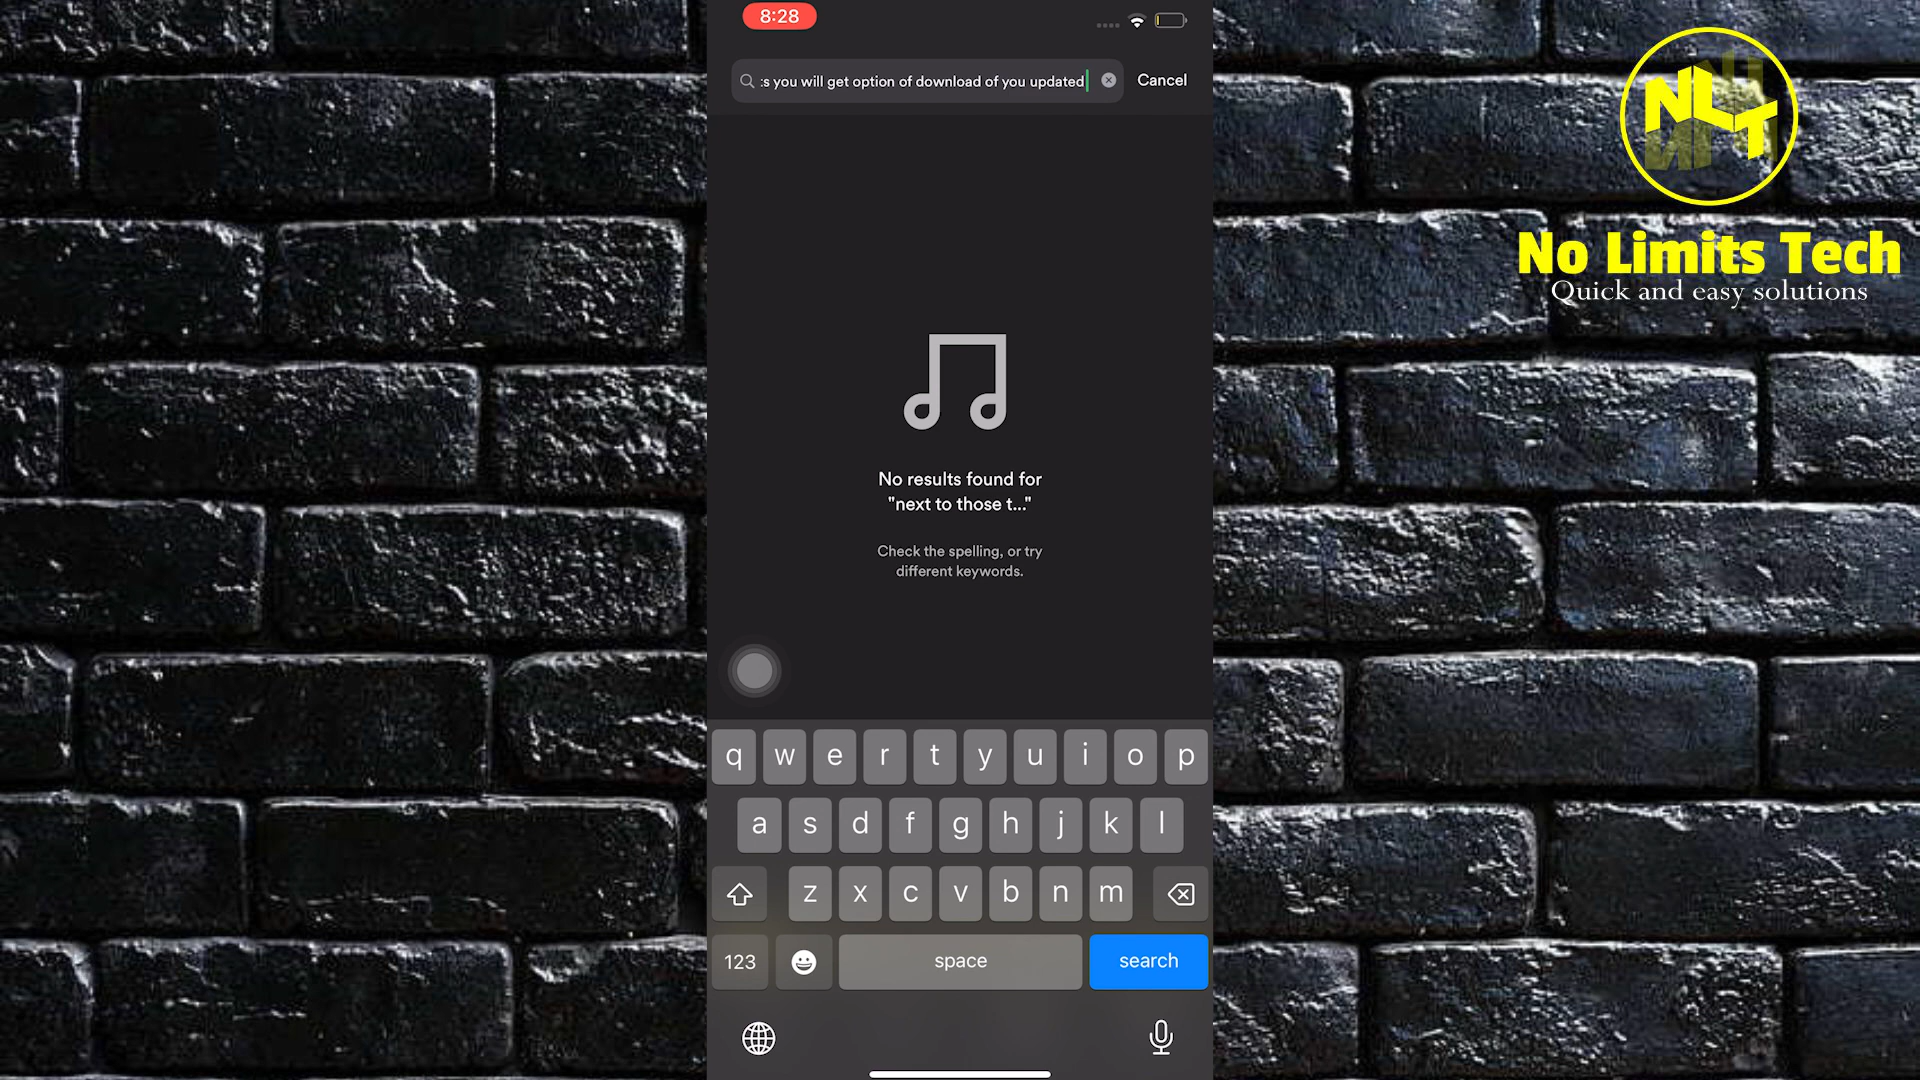 8:28
:s you will get option of download of you updated
Cancel
No results found for
"next to those t..."
Check the spelling, or try
different keywords.
q w e r t y u i o p
a s d f g h j k l
z x c v b n m
123
space
search
NLT
No Limits Tech
Quick and easy solutions